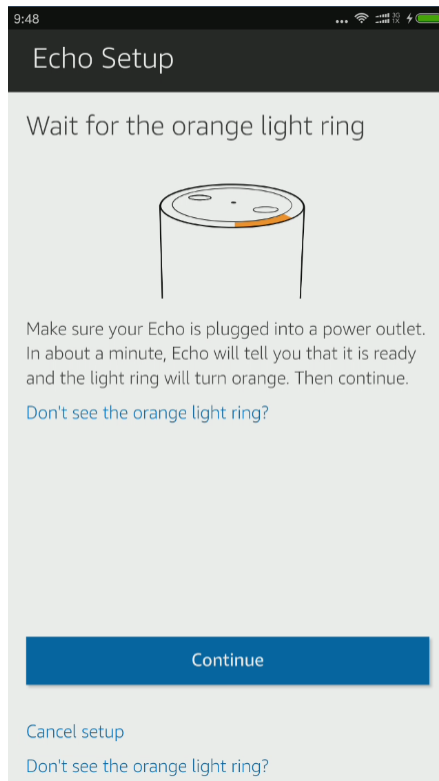 9:48
3G
1X
Echo Setup
Wait for the orange light ring
Make sure your Echo is plugged into a power outlet.
In about a minute, Echo will tell you that it is ready
and the light ring will turn orange. Then continue.
Don't see the orange light ring?
Continue
Cancel setup
Don't see the orange light ring?